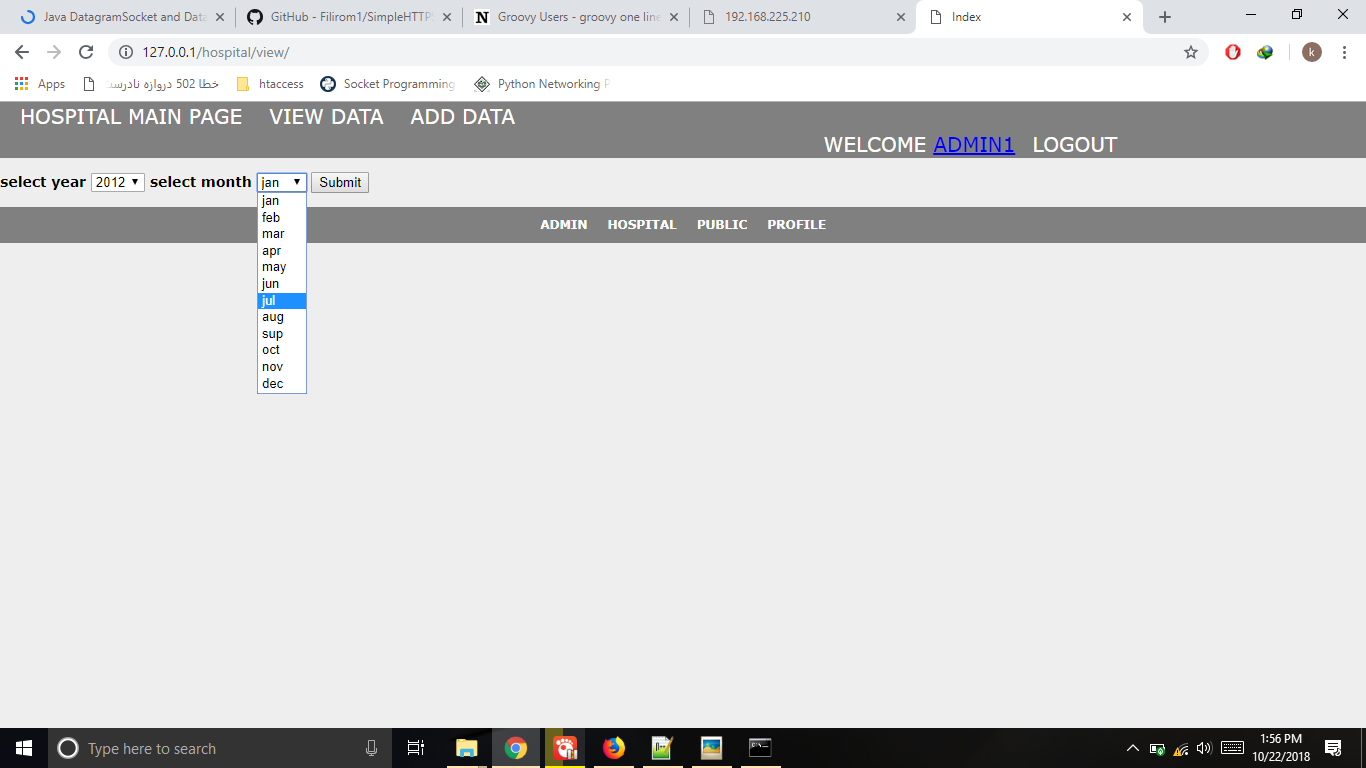 Java DatagramSocket and Data
GitHub - Filirom1/SimpleHTTPS
Groovy Users - groovy one line
192.168.225.210
Index
127.0.0.1/hospital/view/
k
Apps
خطا 502 دروازه نادرست
htaccess
Socket Programming
Python Networking P
HOSPITAL MAIN PAGE VIEW DATA ADD DATA
WELCOME ADMIN1 LOGOUT
select year 2012 select month jan Submit
jan
feb
mar
apr
may
jun
jul
aug
sup
oct
nov
dec
ADMIN HOSPITAL PUBLIC PROFILE
Type here to search
1:56 PM
10/22/2018